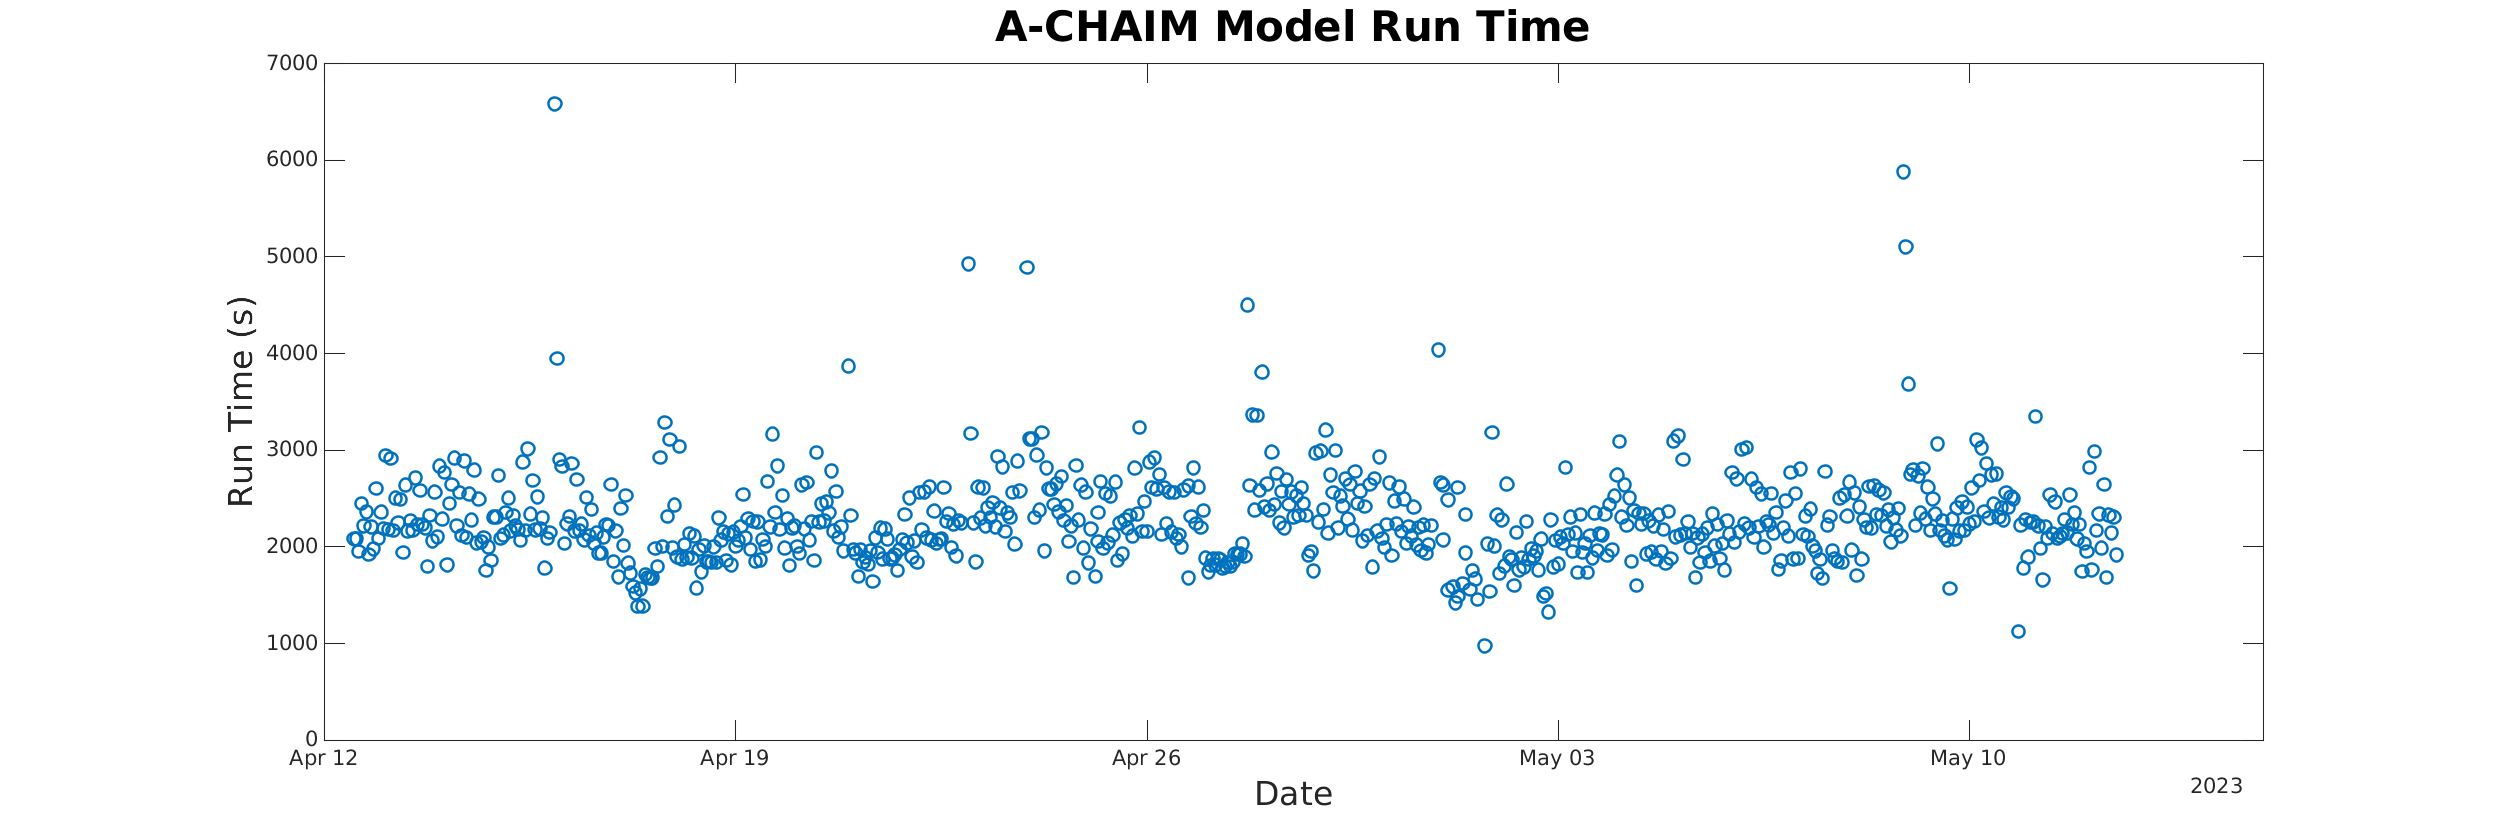 A-CHAIM Model Run Time
7000
6000
5000
4000
3000
2000
1000
0
Run Time (s)
Apr 12
Apr 19
Apr 26
May 03
May 10
2023
Date